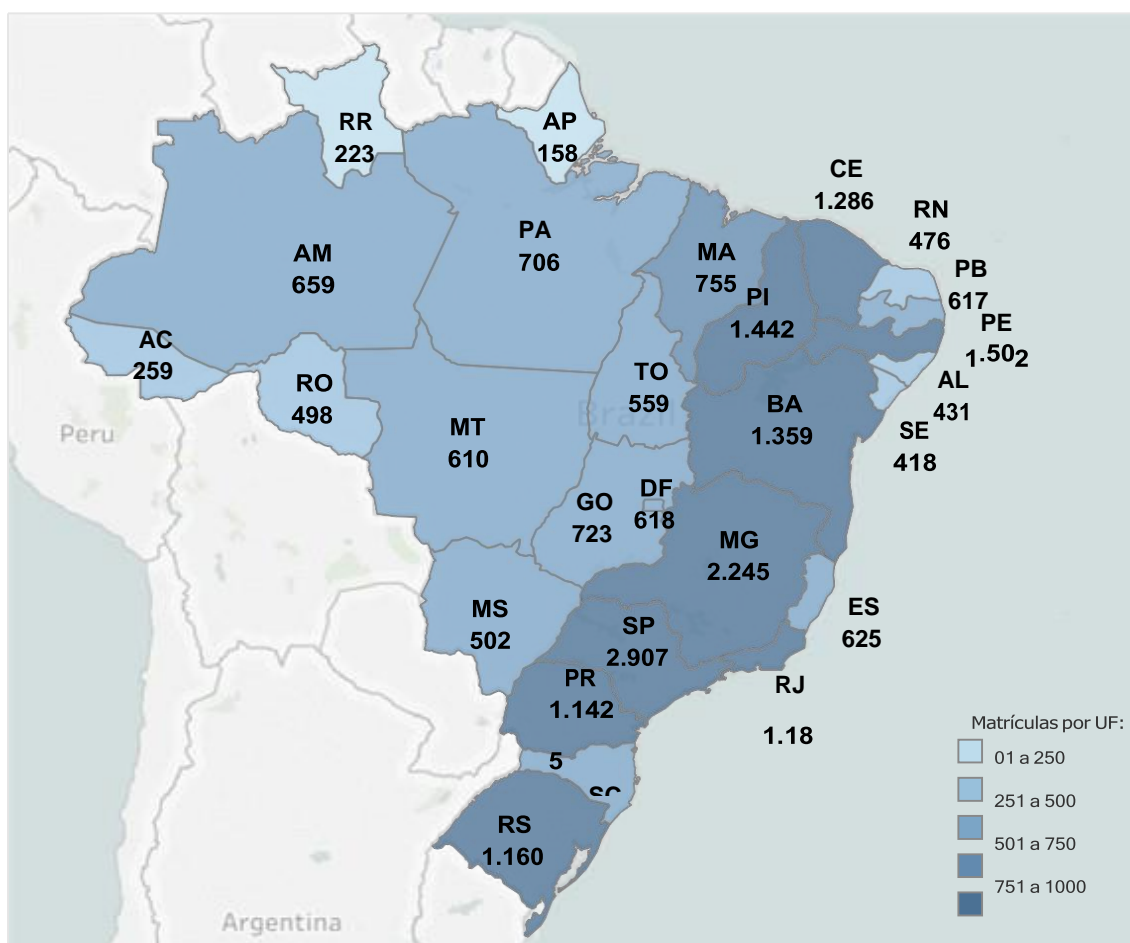 RR
223
AP
158
CE
1.286
RN
476
AM
659
PA
706
MA
755
PI
1.442
PB
617
PE
1.502
AC
259
RO
498
TO
559
AL
431
BA
1.359
SE
418
Peru
Brazil
MT
610
GO
723
DF
618
MG
2.245
MS
502
SP
2.907
ES
625
PR
1.142
RJ
1.18
5
SC
RS
1.160
Argentina
Matrículas por UF:
01 a 250
251 a 500
501 a 750
751 a 1000